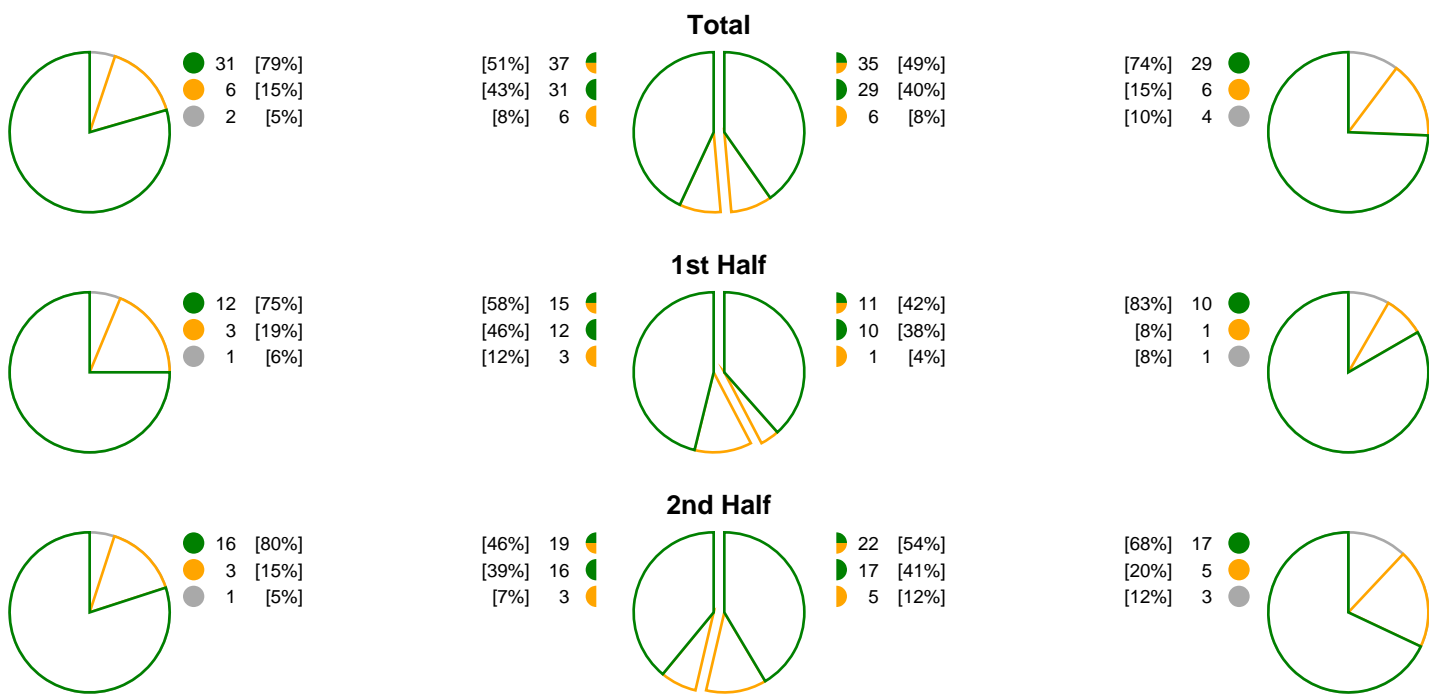 Total
31 [79%] [51%] 37 35 [49%] [74%] 29
6 [15%] [43%] 31 29 [40%] [15%] 6
2 [5%] [8%] 6 6 [8%] [10%] 4
1st Half
12 [75%] [58%] 15 11 [42%] [83%] 10
3 [19%] [46%] 12 10 [38%] [8%] 1
1 [6%] [12%] 3 1 [4%] [8%] 1
2nd Half
16 [80%] [46%] 19 22 [54%] [68%] 17
3 [15%] [39%] 16 17 [41%] [20%] 5
1 [5%] [7%] 3 5 [12%] [12%] 3